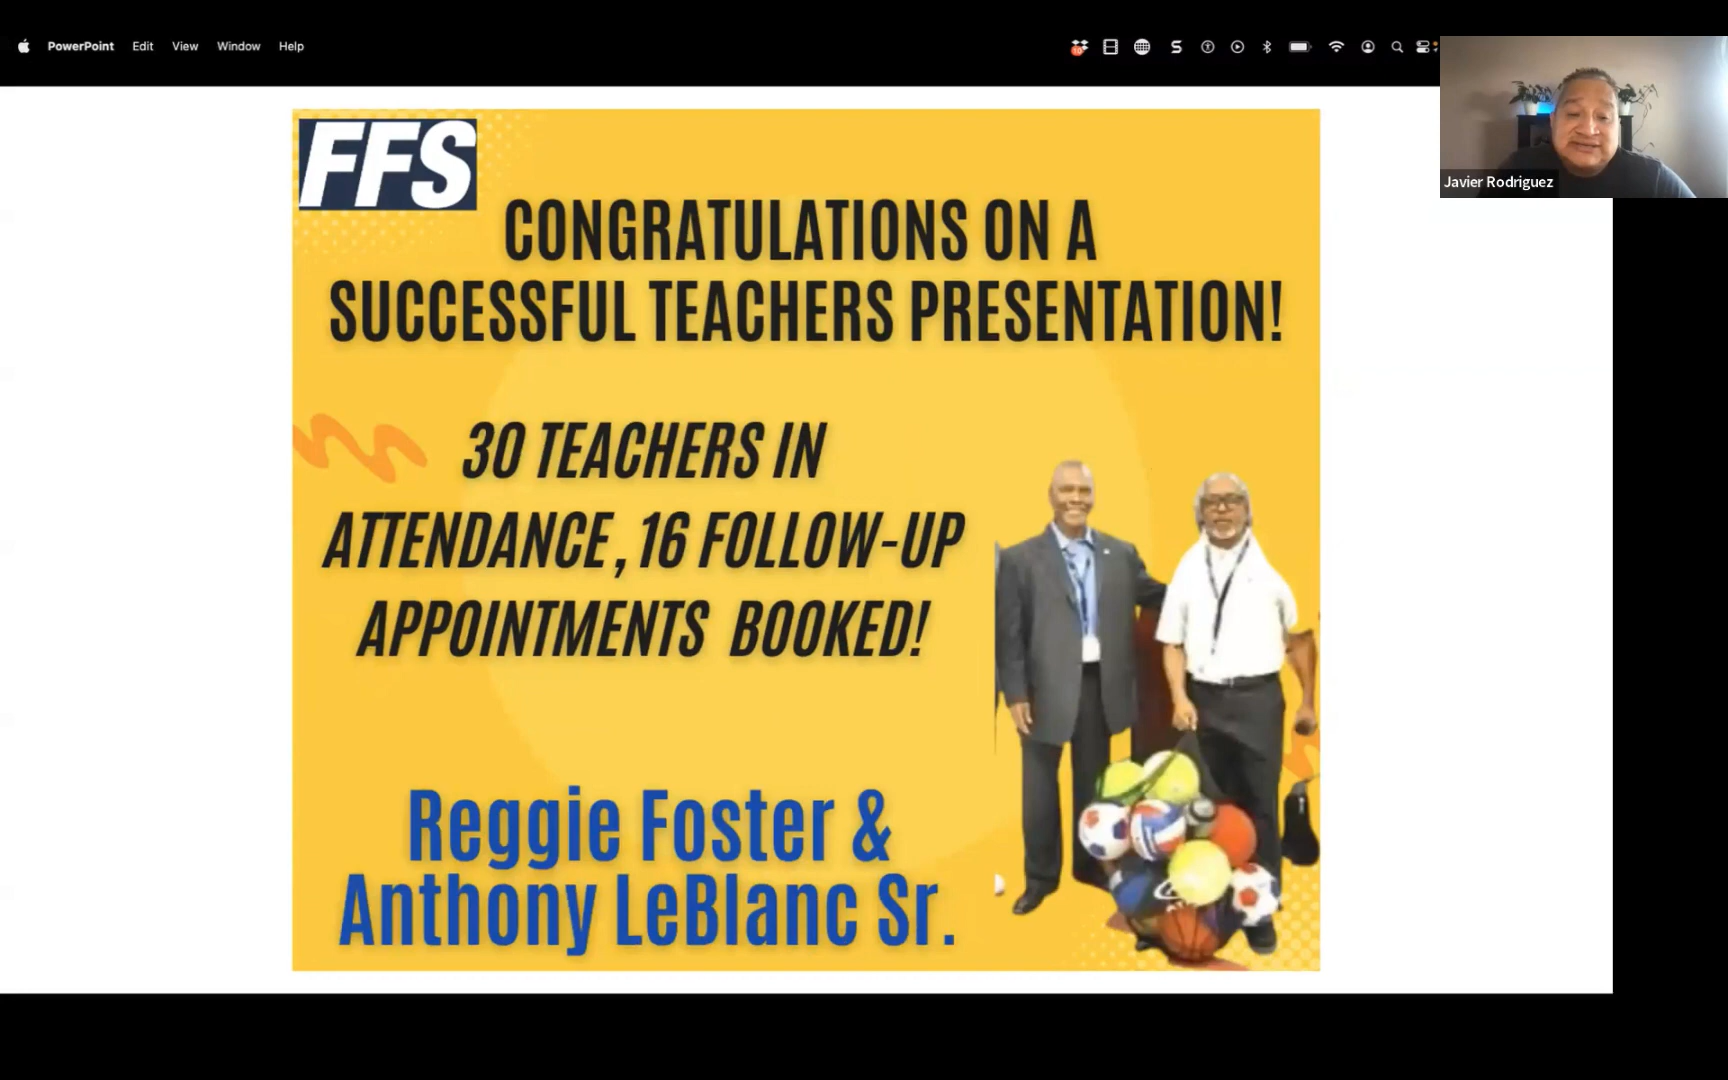 PowerPoint Edit View Window Help
Javier Rodriguez
FFS
CONGRATULATIONS ON A
SUCCESSFUL TEACHERS PRESENTATION!
30 TEACHERS IN
ATTENDANCE, 16 FOLLOW-UP
APPOINTMENTS BOOKED!
Reggie Foster &
Anthony LeBlanc Sr.